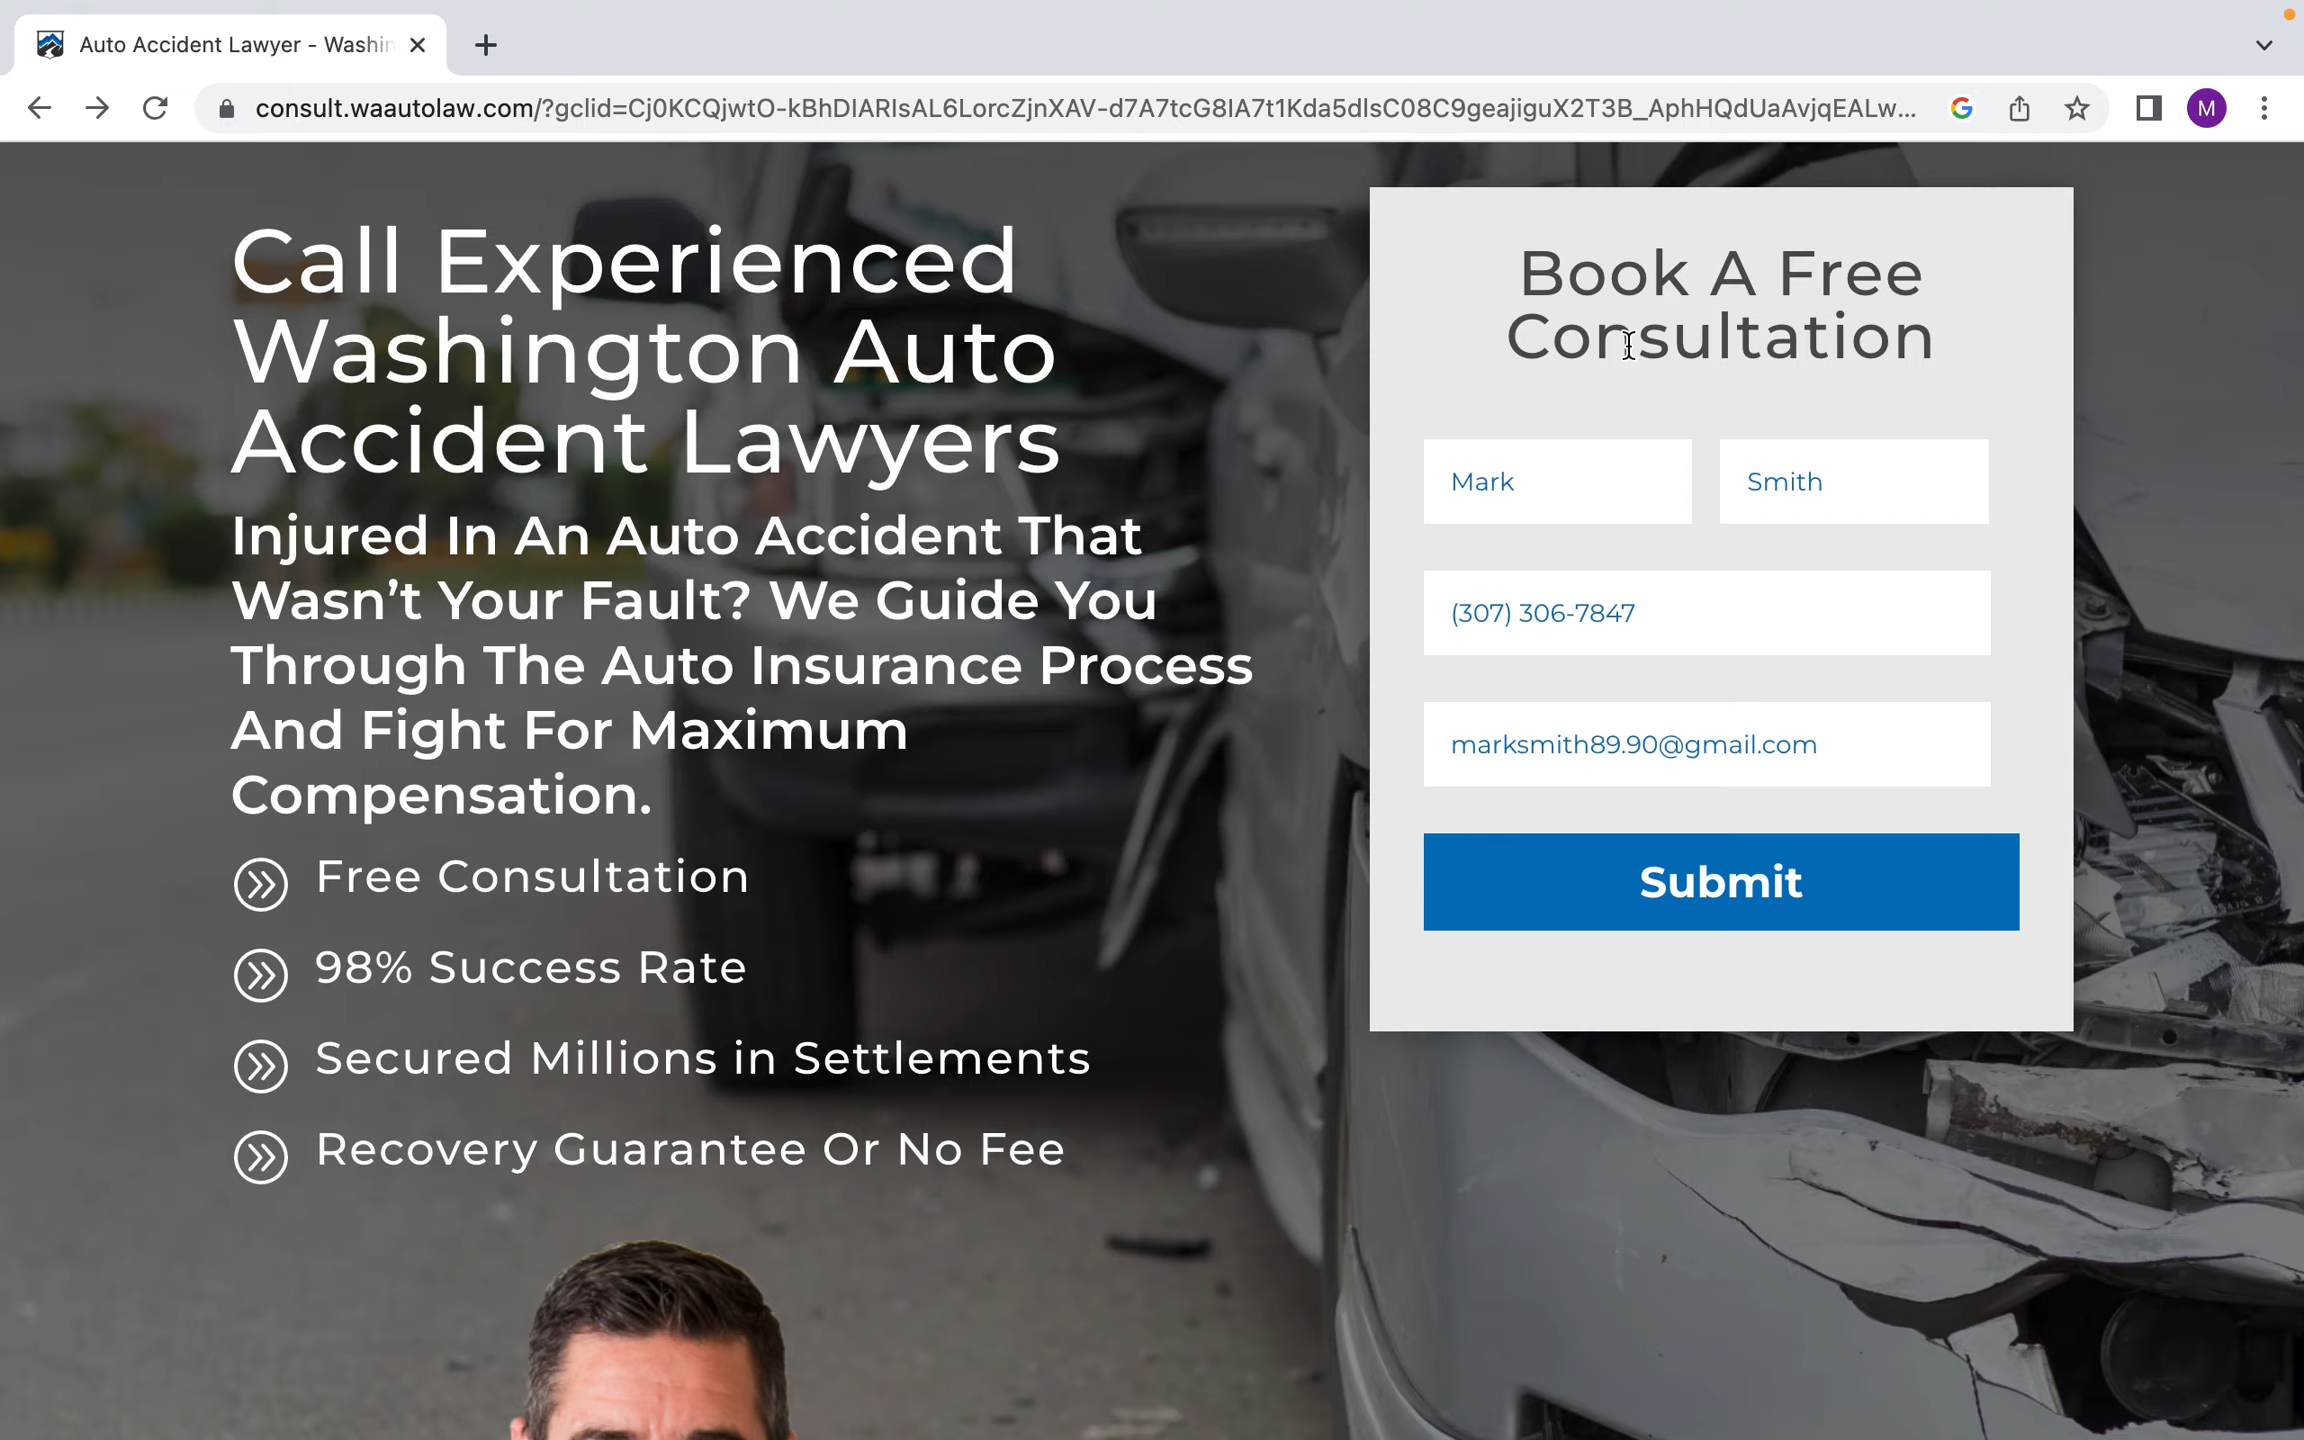 Auto Accident Lawyer - Washin
consult.waautolaw.com/?gclid=Cj0KCQjwtO-kBhDIARIsAL6LorcZjnXAV-d7A7tcG8IA7t1Kda5dlsC08C9geajiguX2T3B_AphHQdUaAvjqEALw...
M
Call Experienced
Washington Auto
Accident Lawyers
Injured In An Auto Accident That
Wasn’t Your Fault? We Guide You
Through The Auto Insurance Process
And Fight For Maximum
Compensation.
Free Consultation
98% Success Rate
Secured Millions in Settlements
Recovery Guarantee Or No Fee
Book A Free
Consultation
Mark
Smith
(307) 306-7847
marksmith89.90@gmail.com
Submit